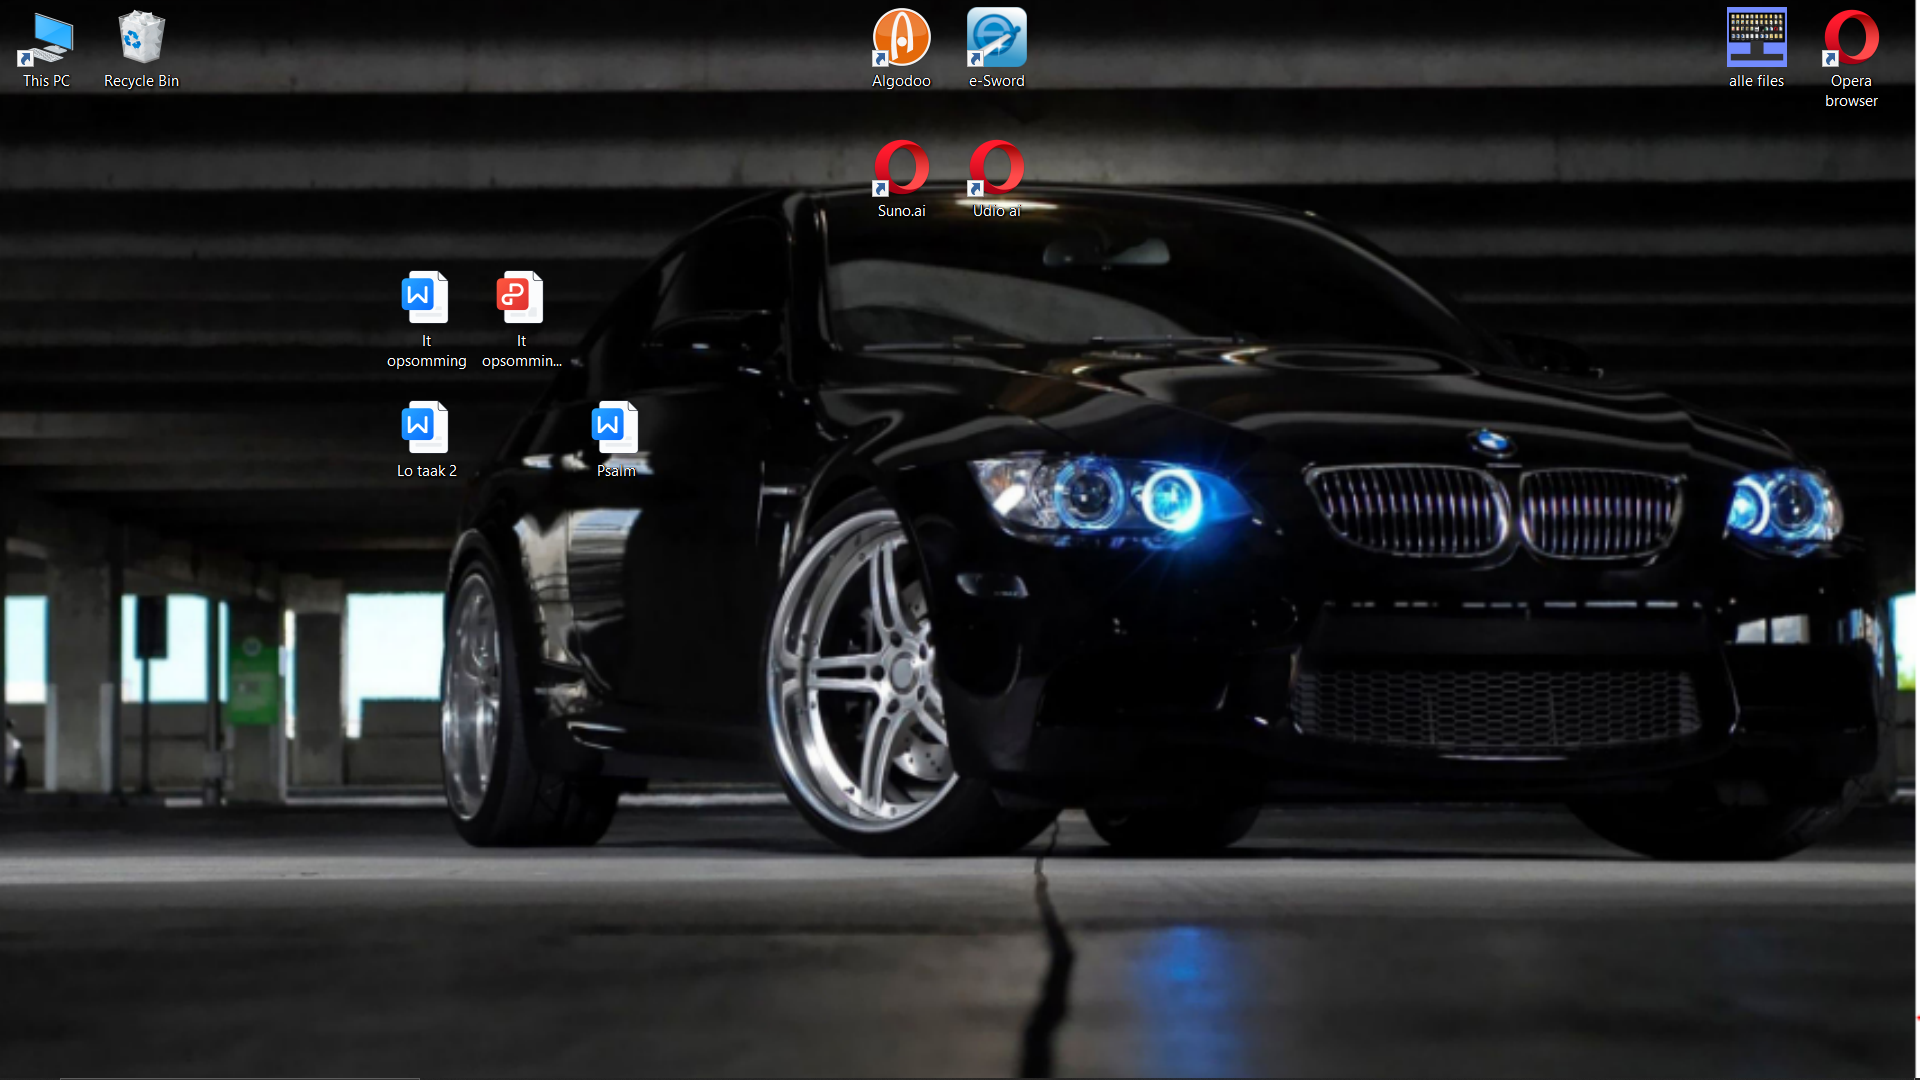 This PC
Recycle Bin
Algodoo
e-Sword
alle files
Opera
browser
Suno.ai
Udio ai
It
opsomming
It
opsommin...
Lo taak 2
Psalm